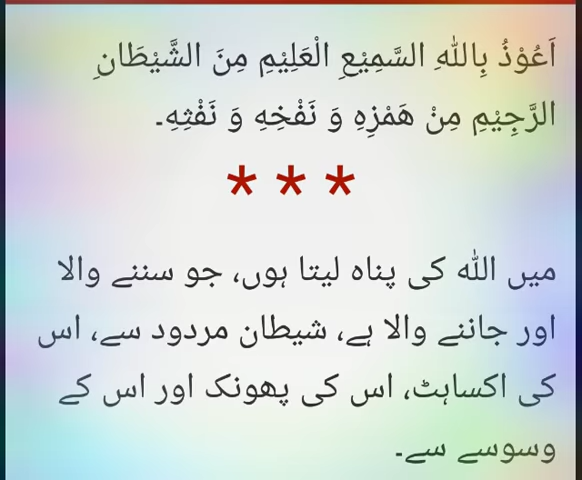 اَعُوْذُ بِاللّٰهِ السَّمِيْعِ الْعَلِيْمِ مِنَ الشَّيْطَانِ
الرَّجِيْمِ مِنْ هَمْزِهِ وَ نَفْخِهِ وَ نَفْثِهِ۔
* * *
میں اللّٰہ کی پناہ لیتا ہوں، جو سننے والا
اور جاننے والا ہے، شیطان مردود سے، اس
کی اکساہٹ، اس کی پھونک اور اس کے
وسوسے سے۔